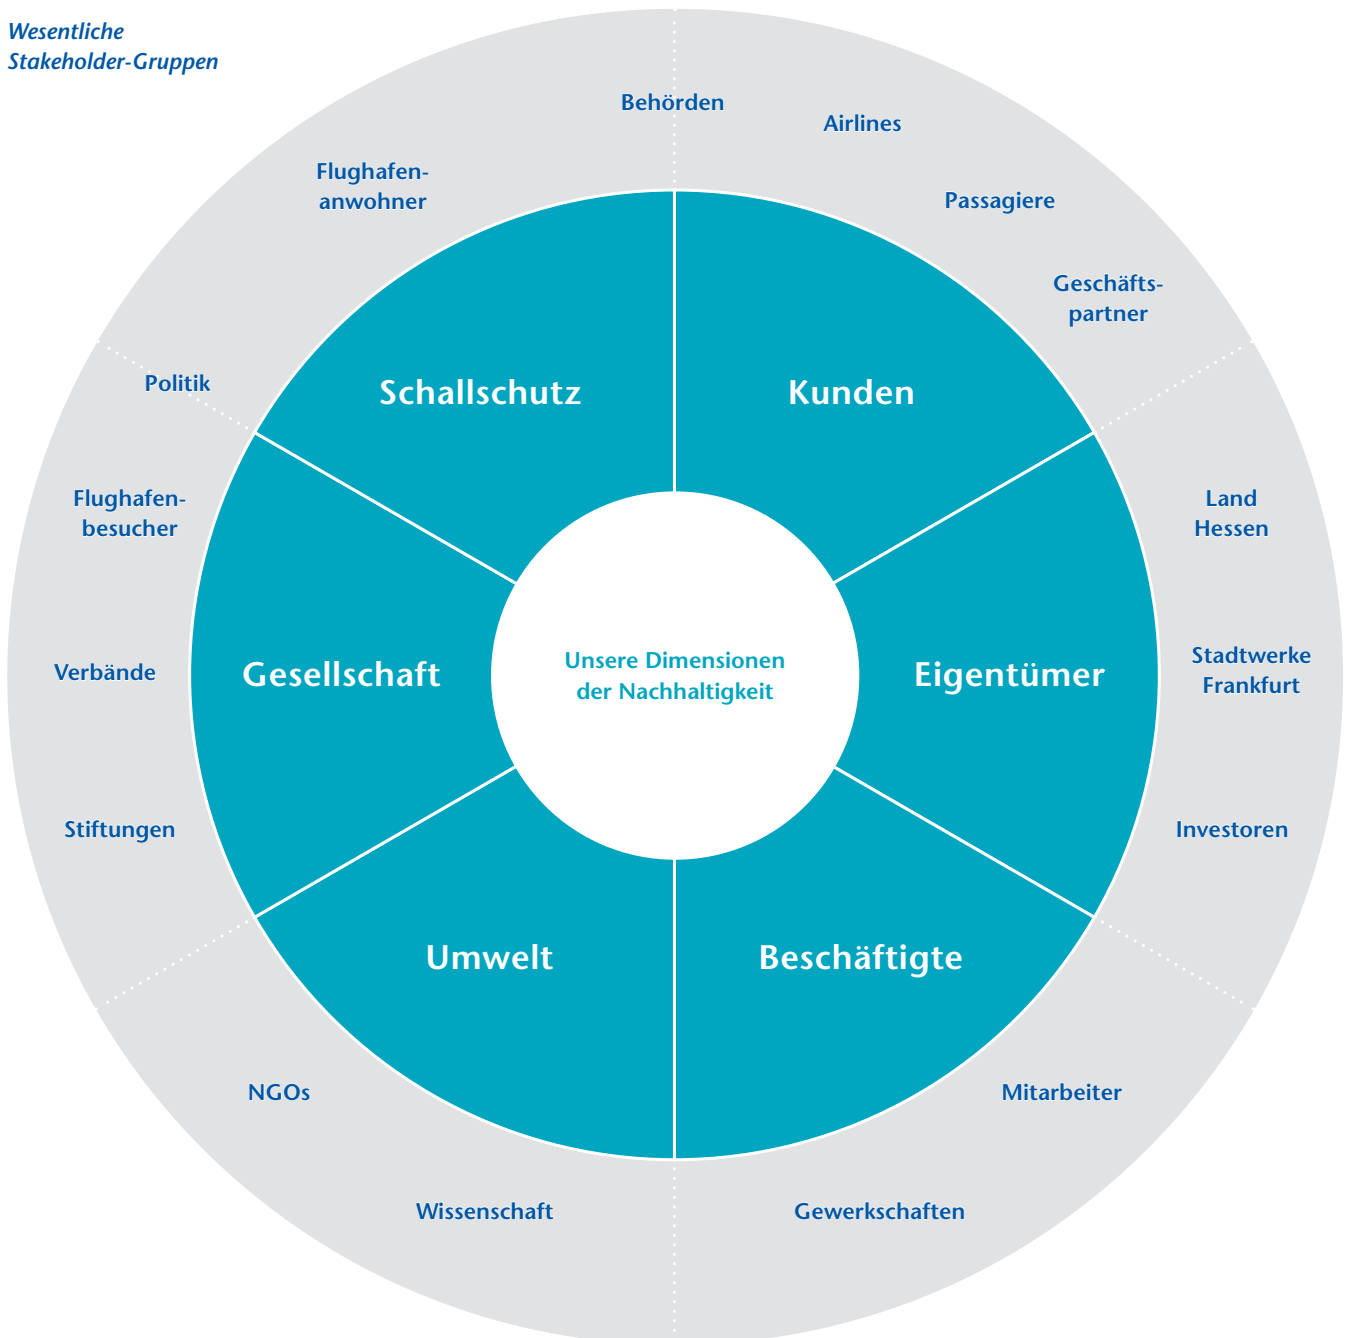 Wesentliche
Stakeholder-Gruppen
Behörden
Airlines
Flughafen-
anwohner
Passagiere
Geschäfts-
partner
Politik
Schallschutz
Kunden
Flughafen-
besucher
Land
Hessen
Verbände
Gesellschaft
Unsere Dimensionen
der Nachhaltigkeit
Eigentümer
Stadtwerke
Frankfurt
Stiftungen
Investoren
Umwelt
Beschäftigte
NGOs
Mitarbeiter
Wissenschaft
Gewerkschaften